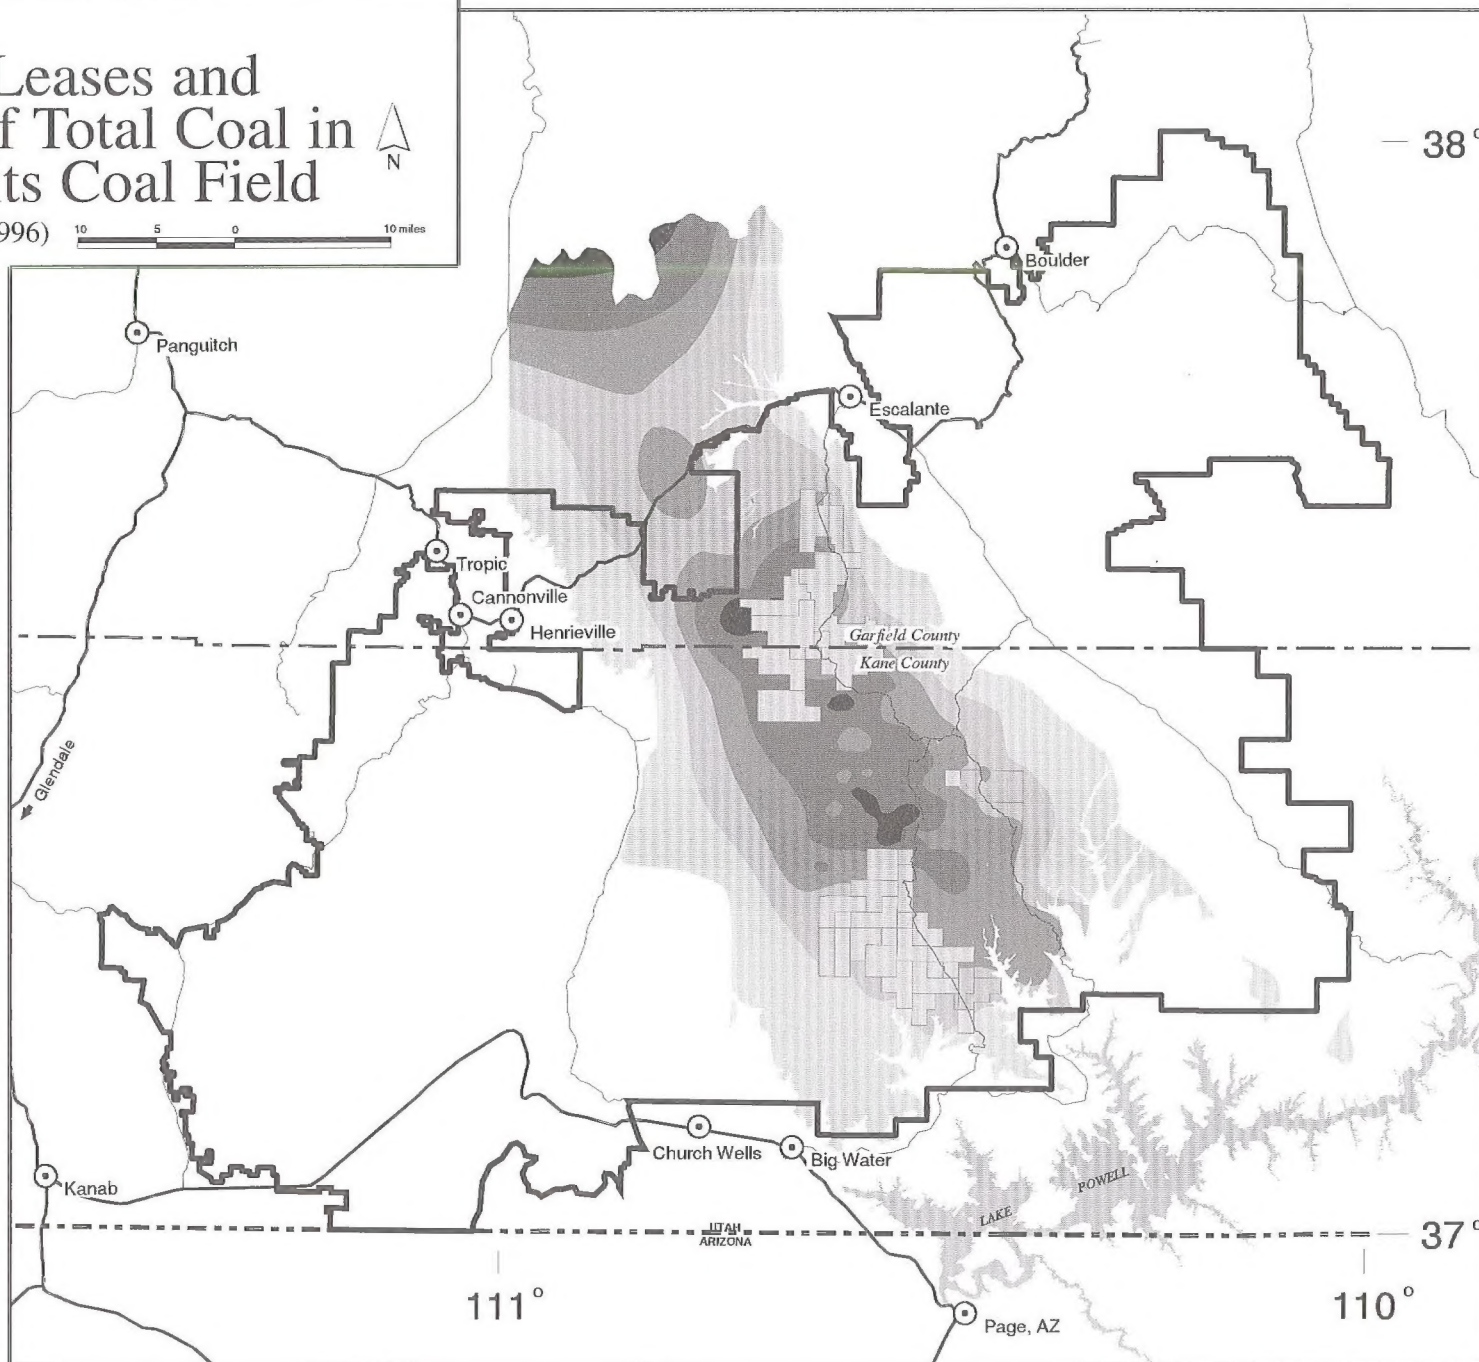 Leases and
f Total Coal in
ts Coal Field
996)
10 5 0 10 miles
N
38°
Boulder
Panguitch
Escalante
Tropic
Cannonville
Henrieville
Garfield County
Kane County
Glendale
Church Wells
Big Water
Kanab
POWELL
LAKE
UTAH
ARIZONA
37°
111°
110°
Page, AZ